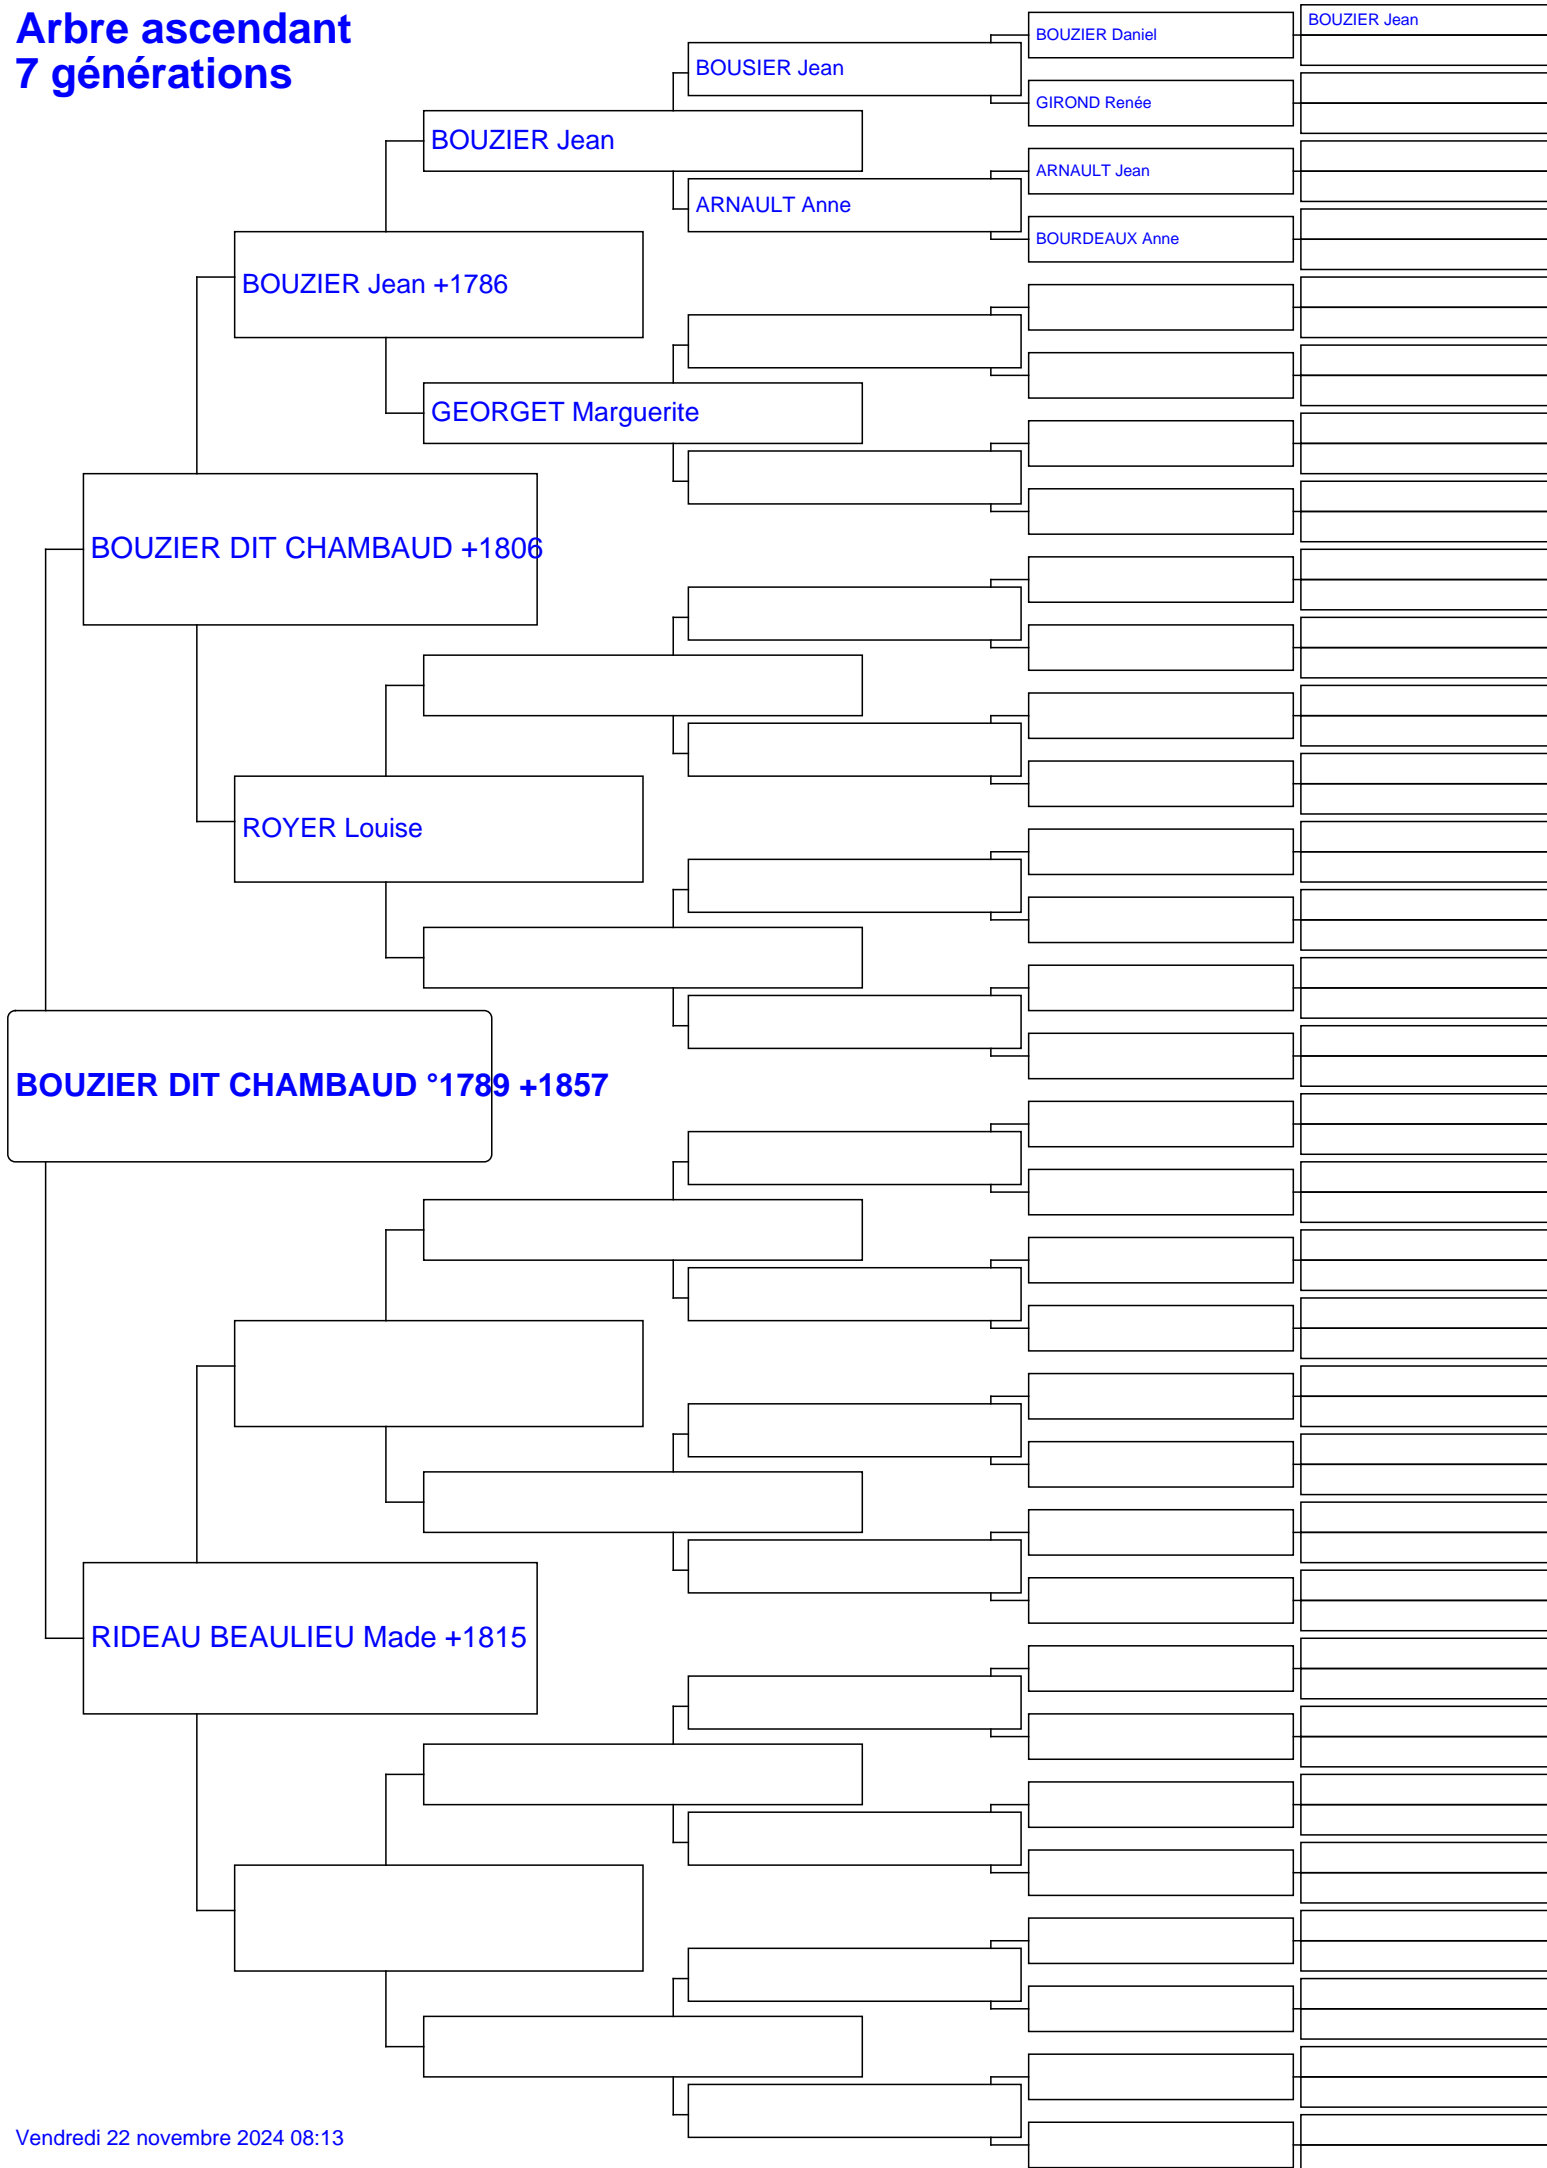 Arbre ascendant
7 générations
BOUZIER Daniel
BOUZIER Jean
BOUSIER Jean
GIROND Renée
BOUZIER Jean
ARNAULT Jean
ARNAULT Anne
BOURDEAUX Anne
BOUZIER Jean +1786
GEORGET Marguerite
BOUZIER DIT CHAMBAUD +1806
ROYER Louise
BOUZIER DIT CHAMBAUD °1789 +1857
RIDEAU BEAULIEU Made +1815
Vendredi 22 novembre 2024 08:13